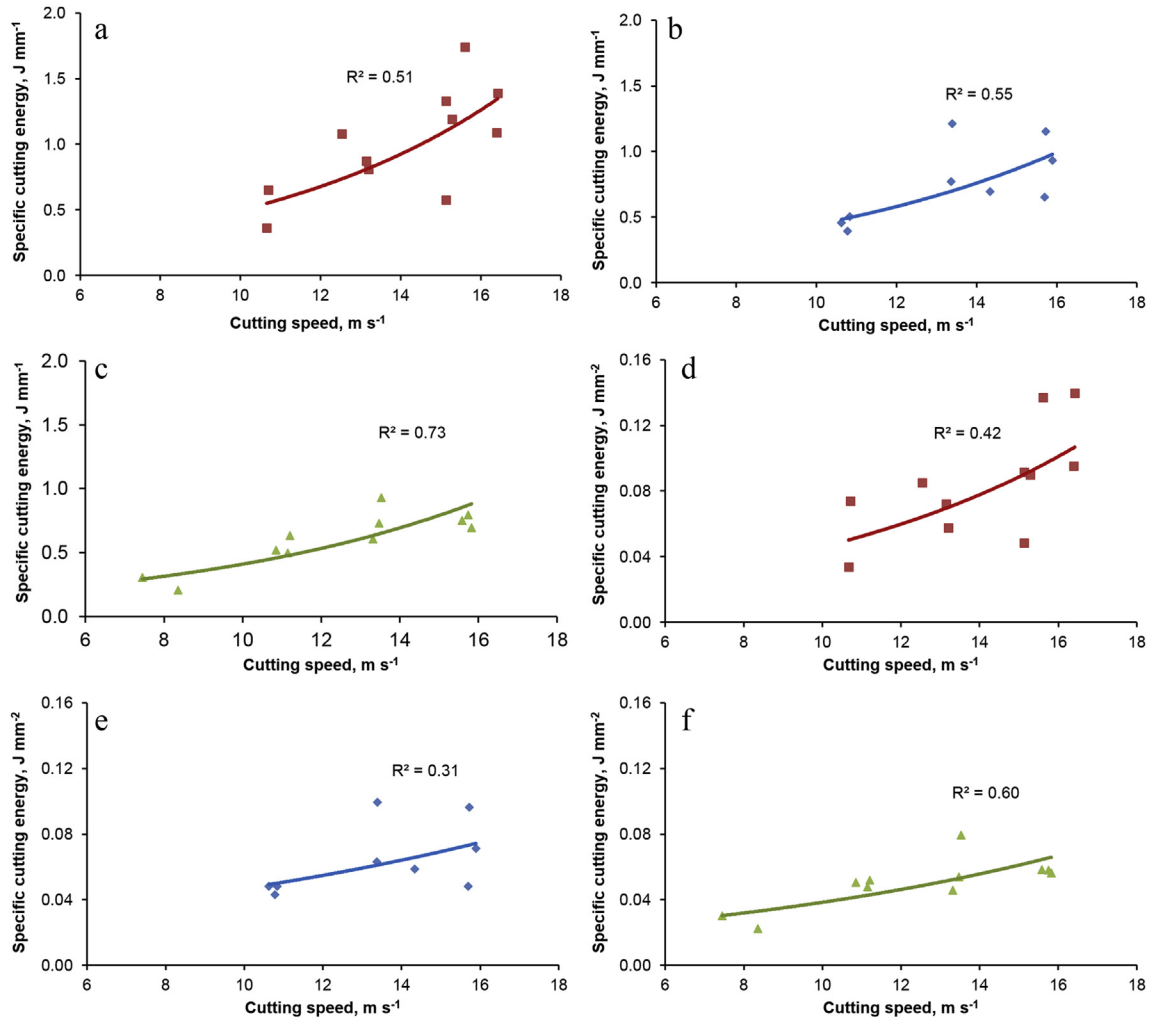 a
R² = 0.51
Specific cutting energy, J mm⁻¹
2.0
1.5
1.0
0.5
0.0
6 8 10 12 14 16 18
Cutting speed, m s⁻¹
b
R² = 0.55
Specific cutting energy, J mm⁻¹
2.0
1.5
1.0
0.5
0.0
6 8 10 12 14 16 18
Cutting speed, m s⁻¹
c
R² = 0.73
Specific cutting energy, J mm⁻¹
2.0
1.5
1.0
0.5
0.0
6 8 10 12 14 16 18
Cutting speed, m s⁻¹
d
R² = 0.42
Specific cutting energy, J mm⁻²
0.16
0.12
0.08
0.04
0.00
6 8 10 12 14 16 18
Cutting speed, m s⁻¹
e
R² = 0.31
Specific cutting energy, J mm⁻²
0.16
0.12
0.08
0.04
0.00
6 8 10 12 14 16 18
Cutting speed, m s⁻¹
f
R² = 0.60
Specific cutting energy, J mm⁻²
0.16
0.12
0.08
0.04
0.00
6 8 10 12 14 16 18
Cutting speed, m s⁻¹